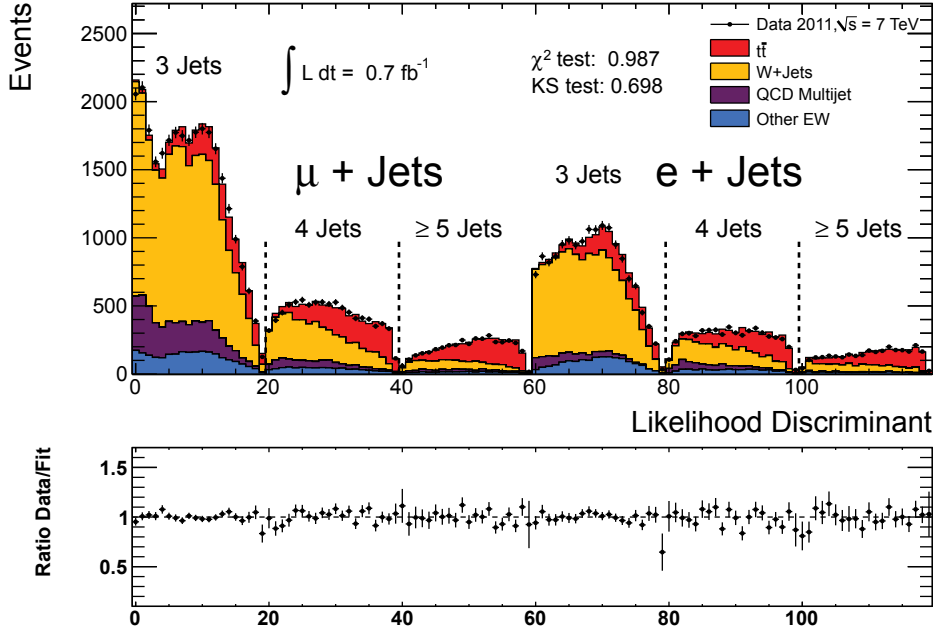 Events
2500
2000
1500
1000
500
0
3 Jets
∫ L dt = 0.7 fb⁻¹
χ² test: 0.987
KS test: 0.698
Data 2011, √s = 7 TeV
tt̄
W+Jets
QCD Multijet
Other EW
μ + Jets
3 Jets
e + Jets
4 Jets
≥ 5 Jets
4 Jets
≥ 5 Jets
0 20 40 60 80 100
Likelihood Discriminant
Ratio Data/Fit
1.5
1
0.5
0 20 40 60 80 100